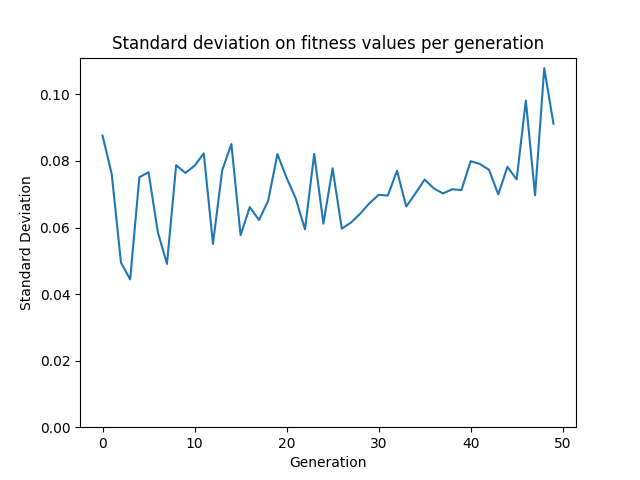 Standard deviation on fitness values per generation
0.10
0.08
0.06
0.04
0.02
0.00
Standard Deviation
0 10 20 30 40 50
Generation